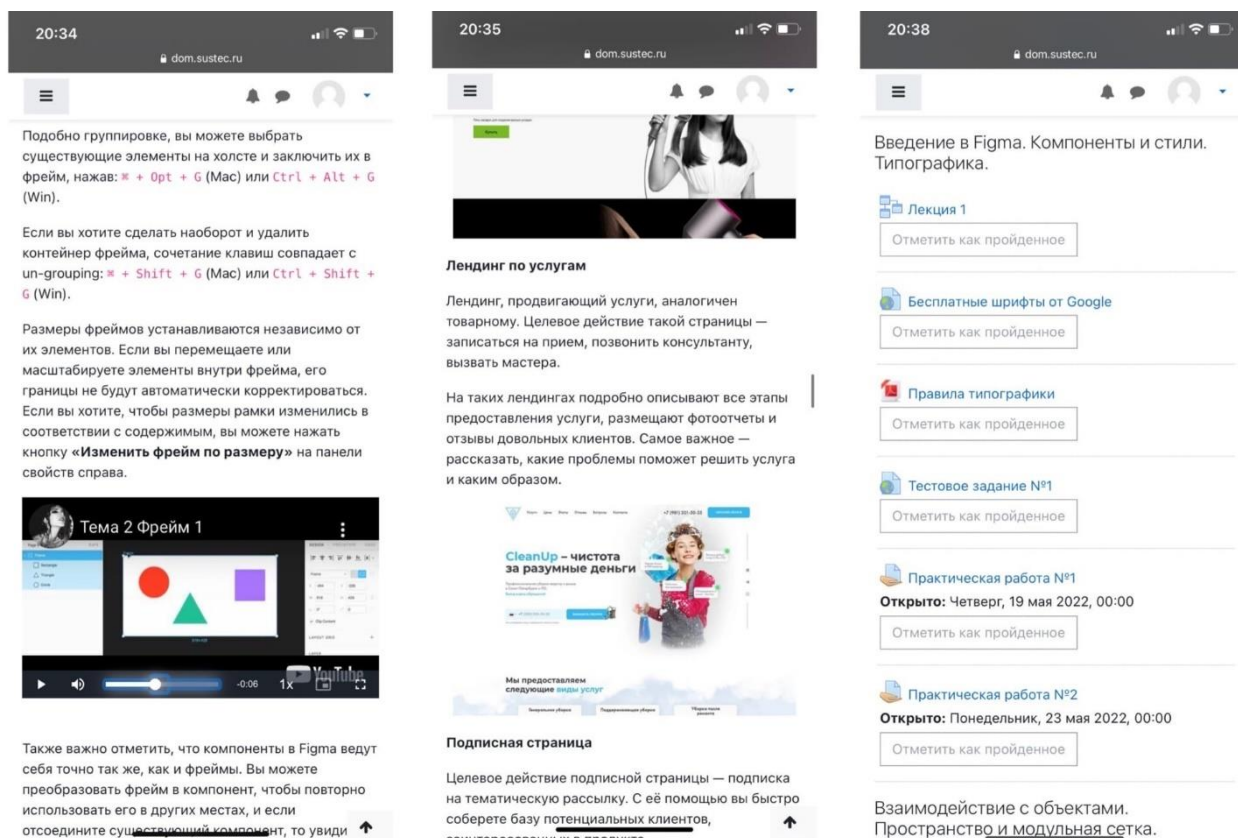 20:34
dom.sustec.ru
Подобно группировке, вы можете выбрать
существующие элементы на холсте и заключить их в
фрейм, нажав: ⌘ + Opt + G (Mac) или Ctrl + Alt + G
(Win).
Если вы хотите сделать наоборот и удалить
контейнер фрейма, сочетание клавиш совпадает с
un-grouping: ⌘ + Shift + G (Mac) или Ctrl + Shift +
G (Win).
Размеры фреймов устанавливаются независимо от
их элементов. Если вы перемещаете или
масштабируете элементы внутри фрейма, его
границы не будут автоматически корректироваться.
Если вы хотите, чтобы размеры рамки изменились в
соответствии с содержимым, вы можете нажать
кнопку «Изменить фрейм по размеру» на панели
свойств справа.
Тема 2 Фрейм 1
YouTube
-0:06 1x
Также важно отметить, что компоненты в Figma ведут
себя точно так же, как и фреймы. Вы можете
преобразовать фрейм в компонент, чтобы повторно
использовать его в других местах, и если
отсоедините существующий компонент, то увиди
20:35
dom.sustec.ru
Лендинг по услугам
Лендинг, продвигающий услуги, аналогичен
товарному. Целевое действие такой страницы —
записаться на прием, позвонить консультанту,
вызвать мастера.
На таких лендингах подробно описывают все этапы
предоставления услуги, размещают фотоотчеты и
отзывы довольных клиентов. Самое важное —
рассказать, какие проблемы поможет решить услуга
и каким образом.
CleanUp – чистота
за разумные деньги
Мы предоставляем
следующие виды услуг
Генеральная уборка Поддерживающая уборка Уборка после
ремонта
Подписная страница
Целевое действие подписной страницы — подписка
на тематическую рассылку. С её помощью вы быстро
соберете базу потенциальных клиентов,
20:38
dom.sustec.ru
Введение в Figma. Компоненты и стили.
Типографика.
Лекция 1
Отметить как пройденное
Бесплатные шрифты от Google
Отметить как пройденное
Правила типографики
Отметить как пройденное
Тестовое задание №1
Отметить как пройденное
Практическая работа №1
Открыто: Четверг, 19 мая 2022, 00:00
Отметить как пройденное
Практическая работа №2
Открыто: Понедельник, 23 мая 2022, 00:00
Отметить как пройденное
Взаимодействие с объектами.
Пространство и модульная сетка.